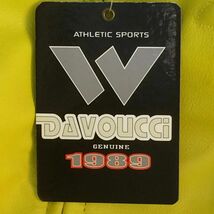 ATHLETIC SPORTS
W
DAVOUCCi
GENUINE
1989